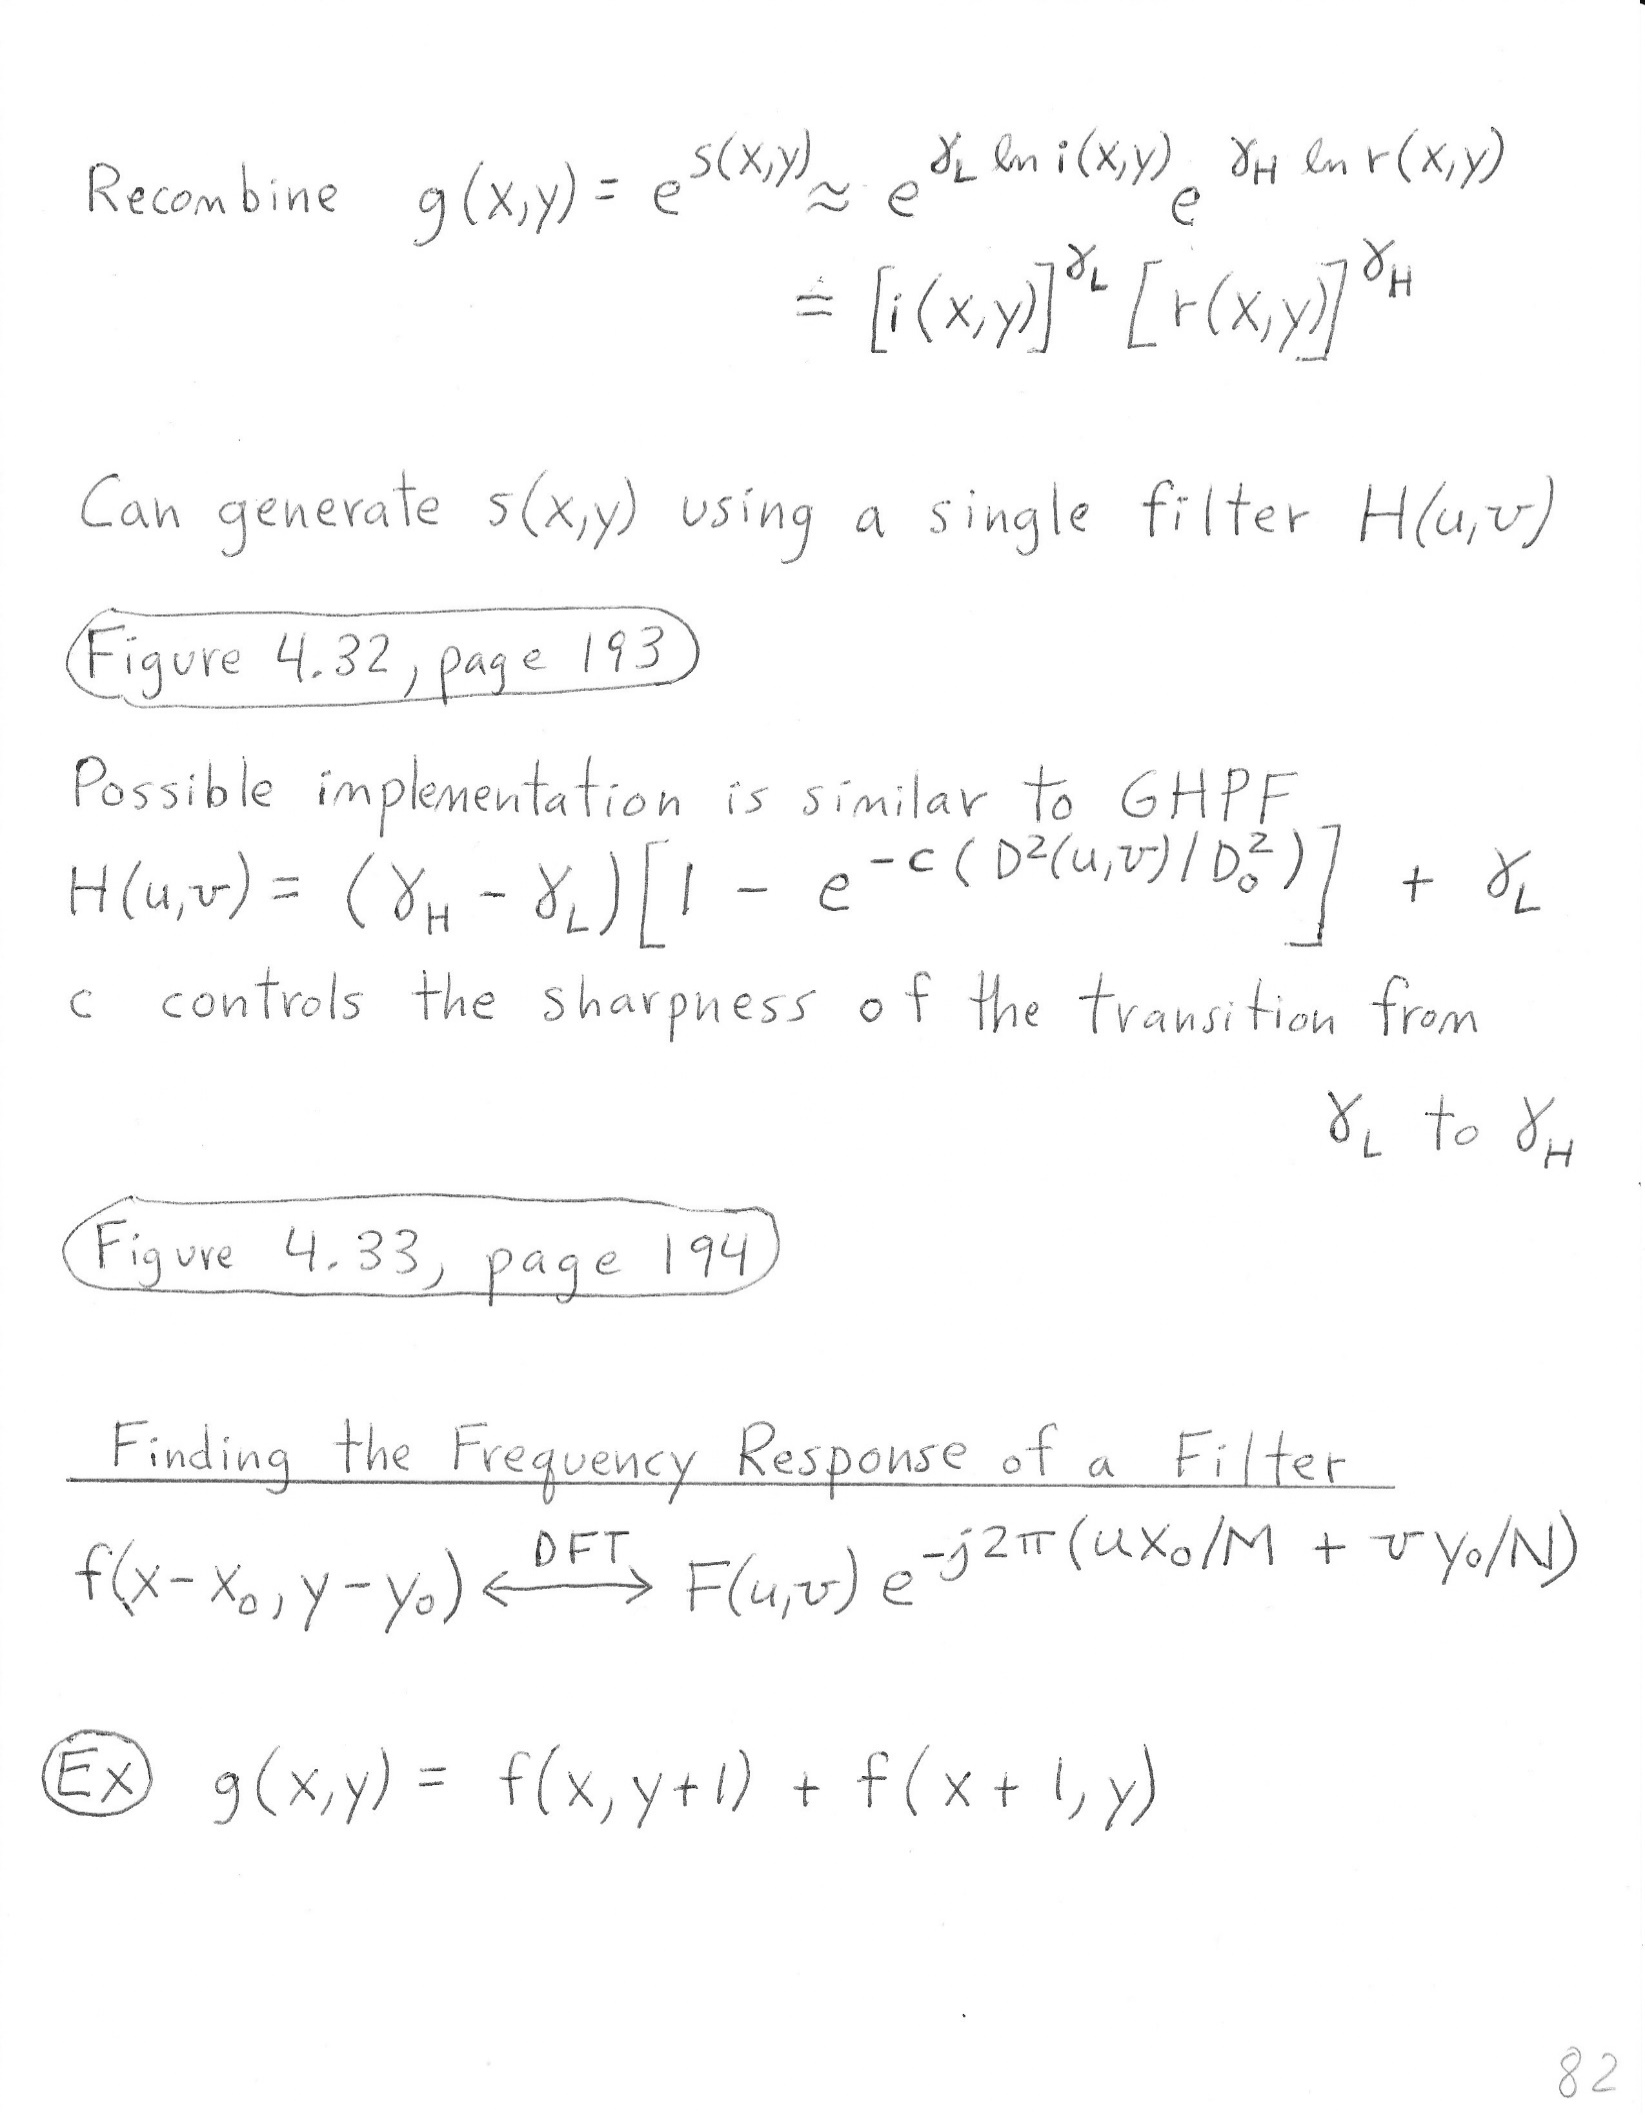 Recombine g(x,y) = e^{s(x,y)} ≈ e^{γ_L ln i(x,y)} e^{γ_H ln r(x,y)}
= [i(x,y)]^{γ_L} [r(x,y)]^{γ_H}
Can generate s(x,y) using a single filter H(u,v)
Figure 4.32, page 193
Possible implementation is similar to GHPF
H(u,v) = (γ_H - γ_L)[1 - e^{-c(D²(u,v)/D_0²)}] + γ_L
c controls the sharpness of the transition from
γ_L to γ_H
Figure 4.33, page 194
Finding the Frequency Response of a Filter
f(x-x_0, y-y_0) <-DFT-> F(u,v) e^{-j2π(ux_0/M + vy_0/N)}
Ex g(x,y) = f(x, y+1) + f(x+1, y)
82